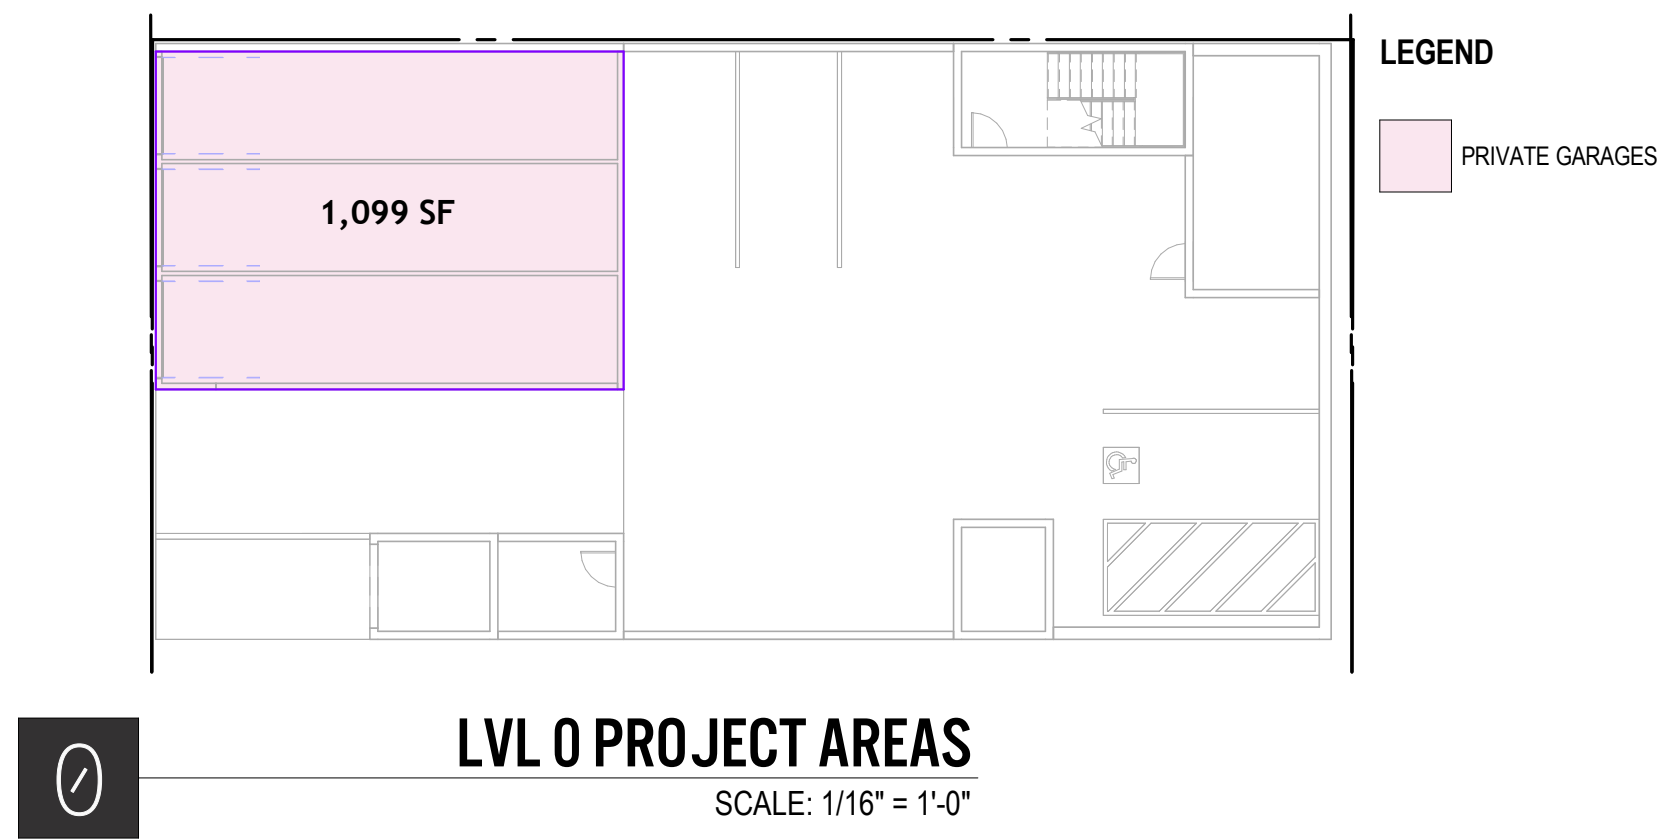 LEGEND
PRIVATE GARAGES
1,099 SF
0
LVL 0 PROJECT AREAS
SCALE: 1/16" = 1'-0"